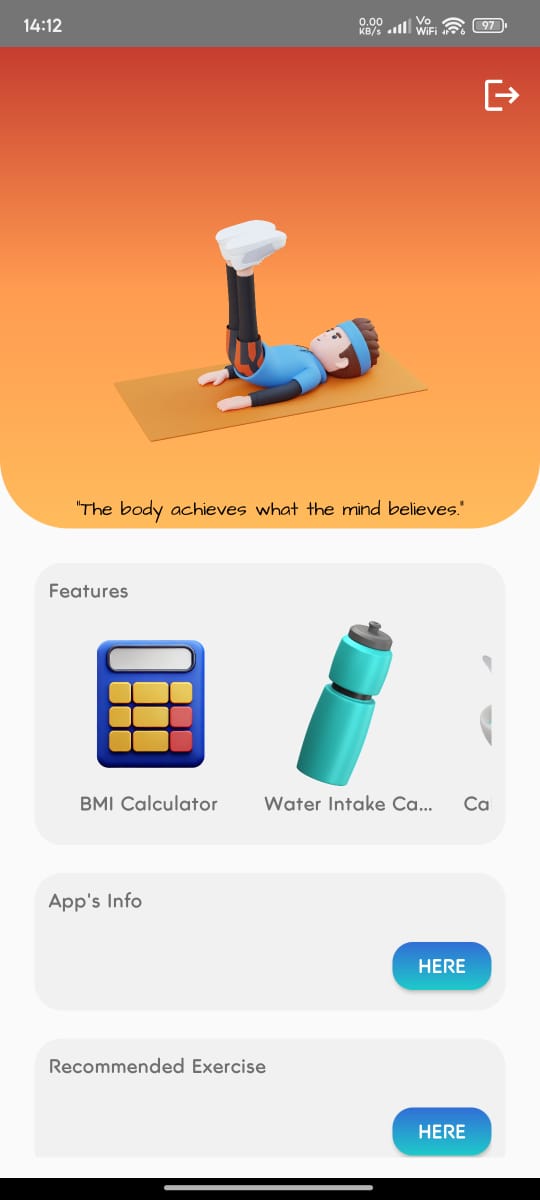 14:12
0.00
KB/s
Vo
WiFi
97
"The body achieves what the mind believes."
Features
BMI Calculator
Water Intake Ca...
Ca
App's Info
HERE
Recommended Exercise
HERE